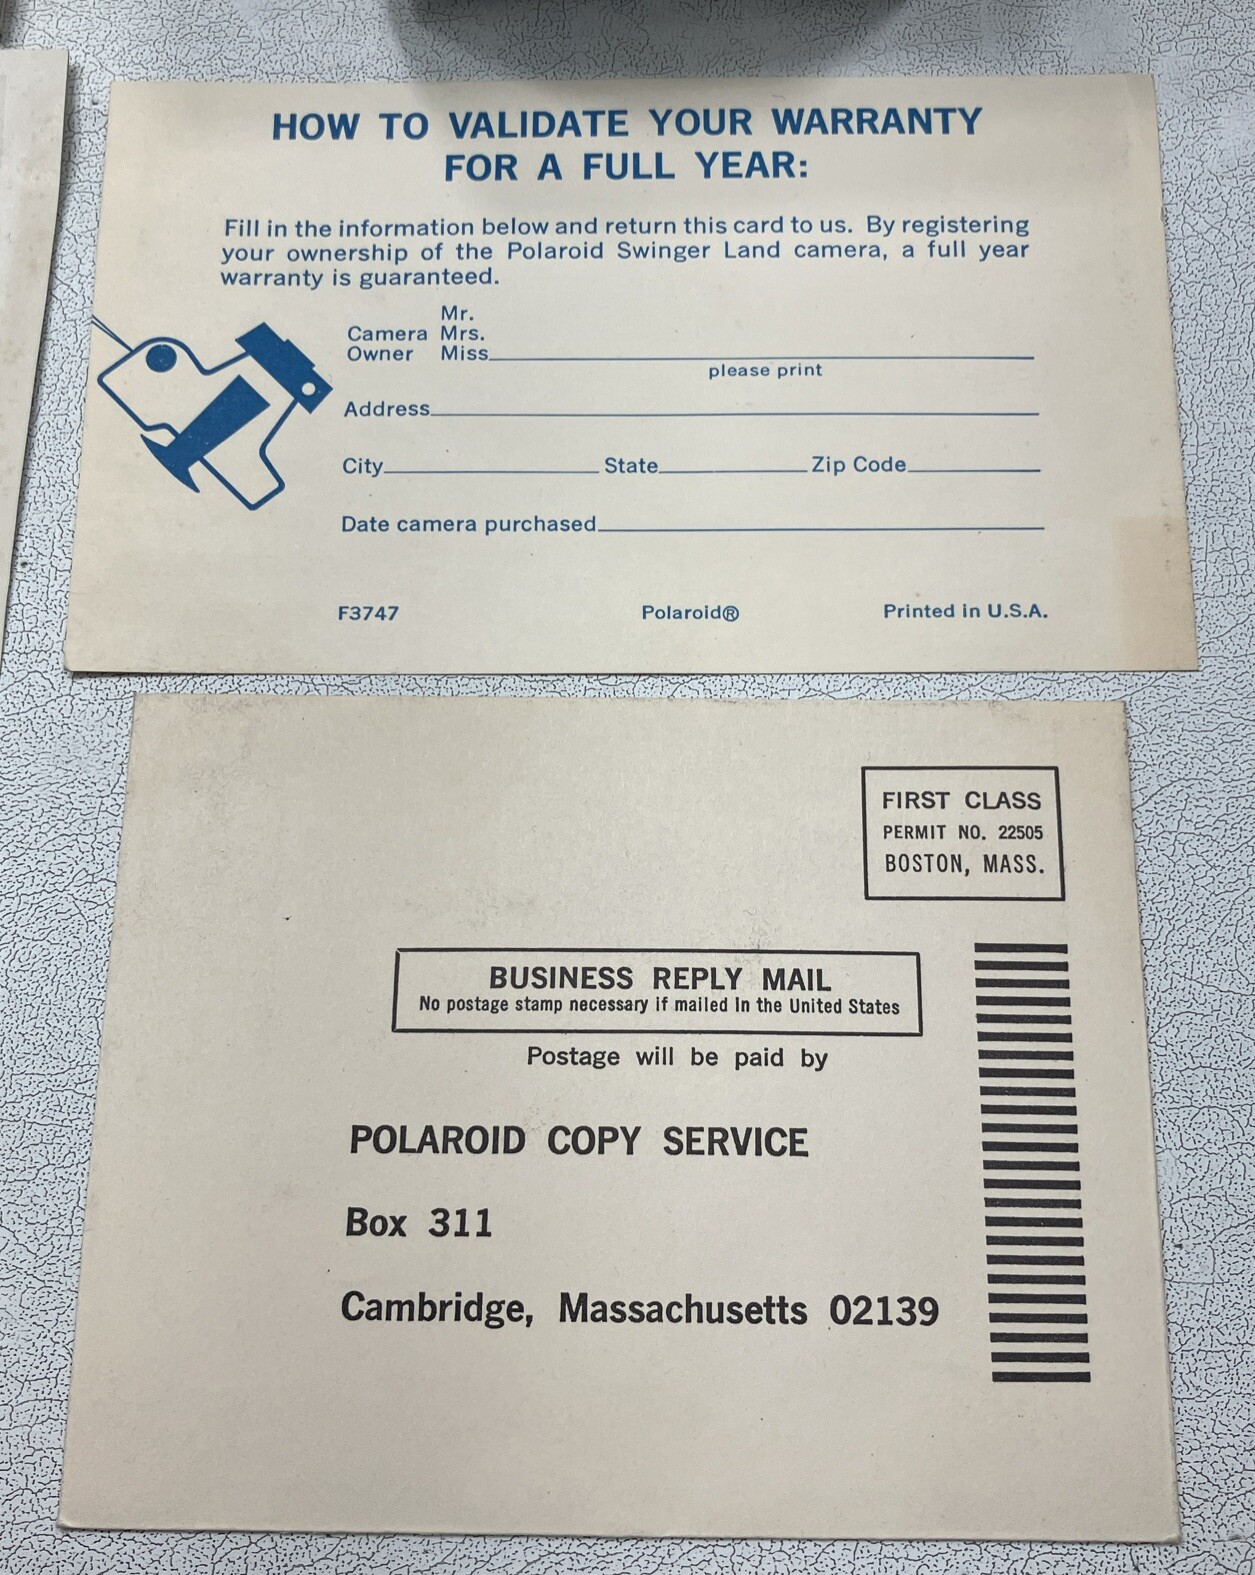 HOW TO VALIDATE YOUR WARRANTY
FOR A FULL YEAR:
Fill in the information below and return this card to us. By registering
your ownership of the Polaroid Swinger Land camera, a full year
warranty is guaranteed.
Mr.
Camera Mrs.
Owner Miss
please print
Address
City State Zip Code
Date camera purchased
F3747 Polaroid® Printed in U.S.A.
FIRST CLASS
PERMIT NO. 22505
BOSTON, MASS.
BUSINESS REPLY MAIL
No postage stamp necessary if mailed in the United States
Postage will be paid by
POLAROID COPY SERVICE
Box 311
Cambridge, Massachusetts 02139